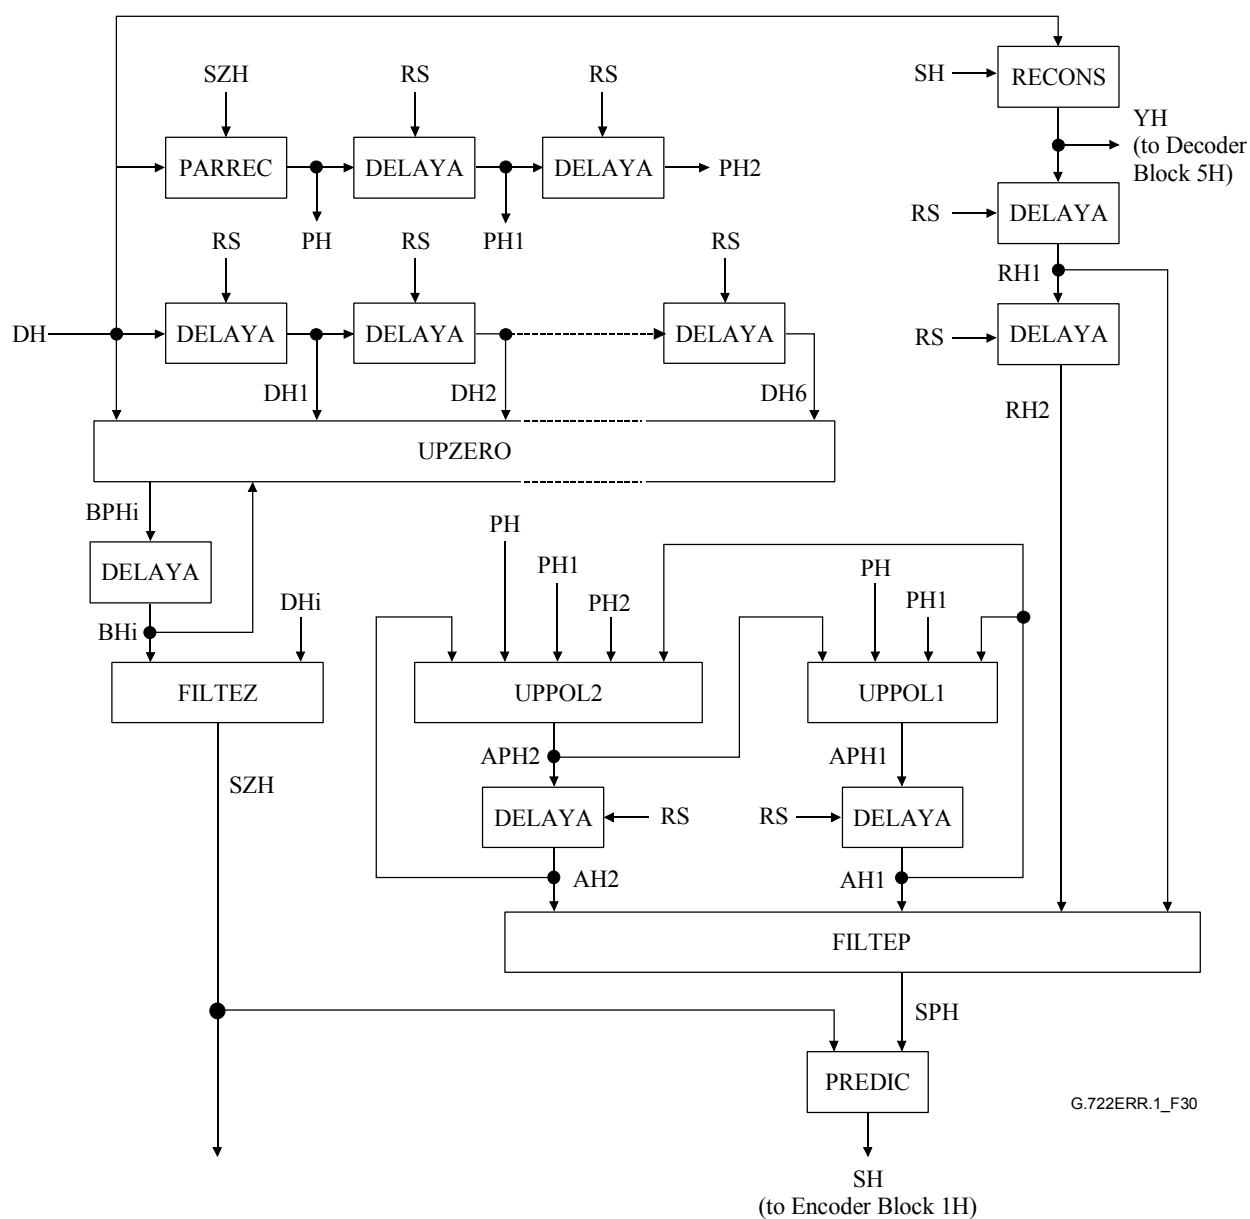 SZH
RS
RS
SH
RECONS
YH
(to Decoder
Block 5H)
PARREC
DELAYA
DELAYA
PH2
PH
PH1
RS
DELAYA
RS
RS
RS
RH1
DH
DELAYA
DELAYA
DELAYA
RS
DELAYA
DH1
DH2
DH6
RH2
UPZERO
BPHi
DELAYA
BHi
DHi
FILTEZ
SZH
PH
PH1
PH2
PH
PH1
UPPOL2
UPPOL1
APH2
APH1
DELAYA
RS
RS
DELAYA
AH2
AH1
FILTEP
SPH
PREDIC
G.722ERR.1_F30
SH
(to Encoder Block 1H)